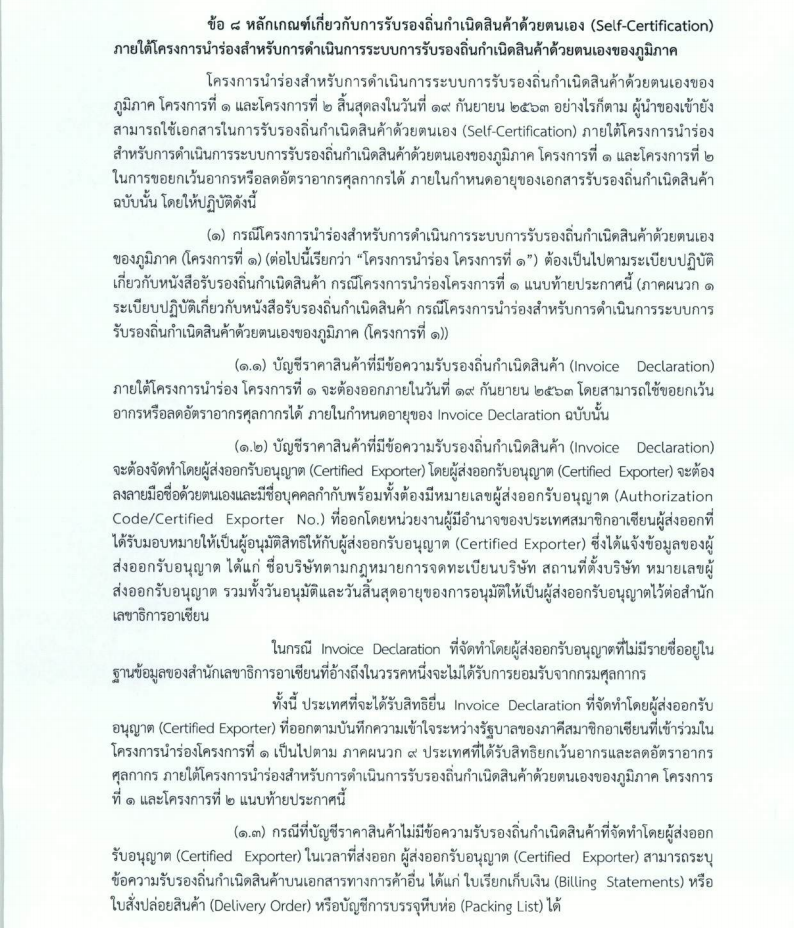 ข้อ ๘ หลักเกณฑ์เกี่ยวกับการรับรองถิ่นกำเนิดสินค้าด้วยตนเอง (Self-Certification)
ภายใต้โครงการนำร่องสำหรับการดำเนินการระบบการรับรองถิ่นกำเนิดสินค้าด้วยตนเองของภูมิภาค
โครงการนำร่องสำหรับการดำเนินการระบบการรับรองถิ่นกำเนิดสินค้าด้วยตนเองของ
ภูมิภาค โครงการที่ ๑ และโครงการที่ ๒ สิ้นสุดลงในวันที่ ๑๙ กันยายน ๒๕๖๓ อย่างไรก็ตาม ผู้นำของเข้ายัง
สามารถใช้เอกสารในการรับรองถิ่นกำเนิดสินค้าด้วยตนเอง (Self-Certification) ภายใต้โครงการนำร่อง
สำหรับการดำเนินการระบบการรับรองถิ่นกำเนิดสินค้าด้วยตนเองของภูมิภาค โครงการที่ ๑ และโครงการที่ ๒
ในการขอยกเว้นอากรหรือลดอัตราอากรศุลกากรได้ ภายในกำหนดอายุของเอกสารรับรองถิ่นกำเนิดสินค้า
ฉบับนั้น โดยให้ปฏิบัติดังนี้
(๑) กรณีโครงการนำร่องสำหรับการดำเนินการระบบการรับรองถิ่นกำเนิดสินค้าด้วยตนเอง
ของภูมิภาค (โครงการที่ ๑) (ต่อไปนี้เรียกว่า “โครงการนำร่อง โครงการที่ ๑”) ต้องเป็นไปตามระเบียบปฏิบัติ
เกี่ยวกับหนังสือรับรองถิ่นกำเนิดสินค้า กรณีโครงการนำร่องโครงการที่ ๑ แนบท้ายประกาศนี้ (ภาคผนวก ๑
ระเบียบปฏิบัติเกี่ยวกับหนังสือรับรองถิ่นกำเนิดสินค้า กรณีโครงการนำร่องสำหรับการดำเนินการระบบการ
รับรองถิ่นกำเนิดสินค้าด้วยตนเองของภูมิภาค (โครงการที่ ๑))
(๑.๑) บัญชีราคาสินค้าที่มีข้อความรับรองถิ่นกำเนิดสินค้า (Invoice Declaration)
ภายใต้โครงการนำร่อง โครงการที่ ๑ จะต้องออกภายในวันที่ ๑๙ กันยายน ๒๕๖๓ โดยสามารถใช้ขอยกเว้น
อากรหรือลดอัตราอากรศุลกากรได้ ภายในกำหนดอายุของ Invoice Declaration ฉบับนั้น
(๑.๒) บัญชีราคาสินค้าที่มีข้อความรับรองถิ่นกำเนิดสินค้า (Invoice Declaration)
จะต้องจัดทำโดยผู้ส่งออกรับอนุญาต (Certified Exporter) โดยผู้ส่งออกรับอนุญาต (Certified Exporter) จะต้อง
ลงลายมือชื่อด้วยตนเองและมีชื่อบุคคลกำกับพร้อมทั้งต้องมีหมายเลขผู้ส่งออกรับอนุญาต (Authorization
Code/Certified Exporter No.) ที่ออกโดยหน่วยงานผู้มีอำนาจของประเทศสมาชิกอาเซียนผู้ส่งออกที่
ได้รับมอบหมายให้เป็นผู้อนุมัติสิทธิให้กับผู้ส่งออกรับอนุญาต (Certified Exporter) ซึ่งได้แจ้งข้อมูลของผู้
ส่งออกรับอนุญาต ได้แก่ ชื่อบริษัทตามกฎหมายการจดทะเบียนบริษัท สถานที่ตั้งบริษัท หมายเลขผู้
ส่งออกรับอนุญาต รวมทั้งวันอนุมัติและวันสิ้นสุดอายุของการอนุมัติให้เป็นผู้ส่งออกรับอนุญาตไว้ต่อสำนัก
เลขาธิการอาเซียน
ในกรณี Invoice Declaration ที่จัดทำโดยผู้ส่งออกรับอนุญาตที่ไม่มีรายชื่ออยู่ใน
ฐานข้อมูลของสำนักเลขาธิการอาเซียนที่อ้างถึงในวรรคหนึ่งจะไม่ได้รับการยอมรับจากกรมศุลกากร
ทั้งนี้ ประเทศที่จะได้รับสิทธิยื่น Invoice Declaration ที่จัดทำโดยผู้ส่งออกรับ
อนุญาต (Certified Exporter) ที่ออกตามบันทึกความเข้าใจระหว่างรัฐบาลของภาคีสมาชิกอาเซียนที่เข้าร่วมใน
โครงการนำร่องโครงการที่ ๑ เป็นไปตาม ภาคผนวก ๙ ประเทศที่ได้รับสิทธิยกเว้นอากรและลดอัตราอากร
ศุลกากร ภายใต้โครงการนำร่องสำหรับการดำเนินการรับรองถิ่นกำเนิดสินค้าด้วยตนเองของภูมิภาค โครงการ
ที่ ๑ และโครงการที่ ๒ แนบท้ายประกาศนี้
(๑.๓) กรณีที่บัญชีราคาสินค้าไม่มีข้อความรับรองถิ่นกำเนิดสินค้าที่จัดทำโดยผู้ส่งออก
รับอนุญาต (Certified Exporter) ในเวลาที่ส่งออก ผู้ส่งออกรับอนุญาต (Certified Exporter) สามารถระบุ
ข้อความรับรองถิ่นกำเนิดสินค้าบนเอกสารทางการค้าอื่น ได้แก่ ใบเรียกเก็บเงิน (Billing Statements) หรือ
ใบสั่งปล่อยสินค้า (Delivery Order) หรือบัญชีการบรรจุหีบห่อ (Packing List) ได้